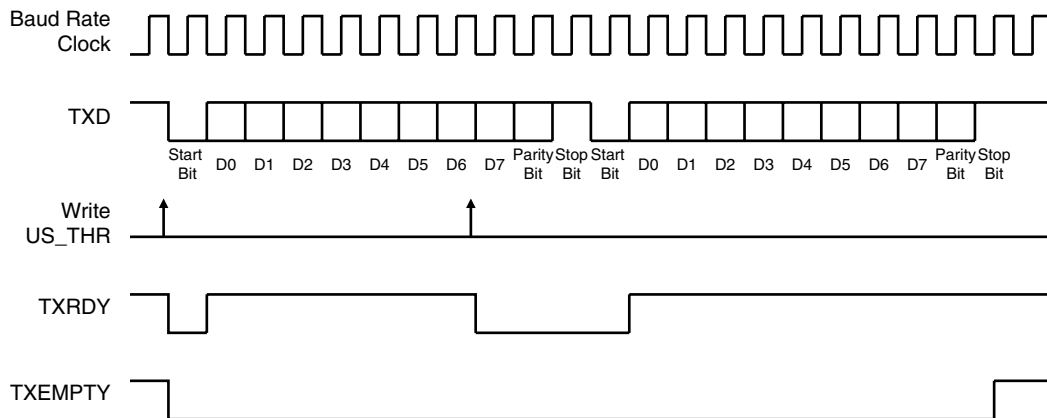 Baud Rate
Clock
TXD
Start
Bit
D0
D1
D2
D3
D4
D5
D6
D7
Parity
Bit
Stop
Bit
Start
Bit
D0
D1
D2
D3
D4
D5
D6
D7
Parity
Bit
Stop
Bit
Write
US_THR
TXRDY
TXEMPTY